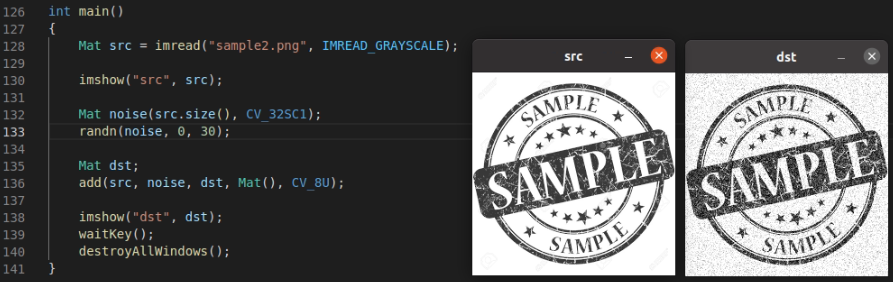 126 int main()
127 {
128 Mat src = imread("sample2.png", IMREAD_GRAYSCALE);
129
130 imshow("src", src);
131
132 Mat noise(src.size(), CV_32SC1);
133 randn(noise, 0, 30);
134
135 Mat dst;
136 add(src, noise, dst, Mat(), CV_8U);
137
138 imshow("dst", dst);
139 waitKey();
140 destroyAllWindows();
141 }
src
SAMPLE
SAMPLE
SAMPLE
dst
SAMPLE
SAMPLE
SAMPLE